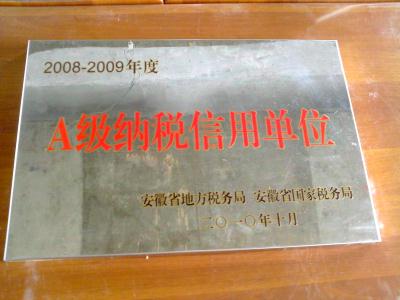 2008-2009年度
A级纳税信用单位
安徽省地方税务局 安徽省国家税务局
二〇一〇年十月